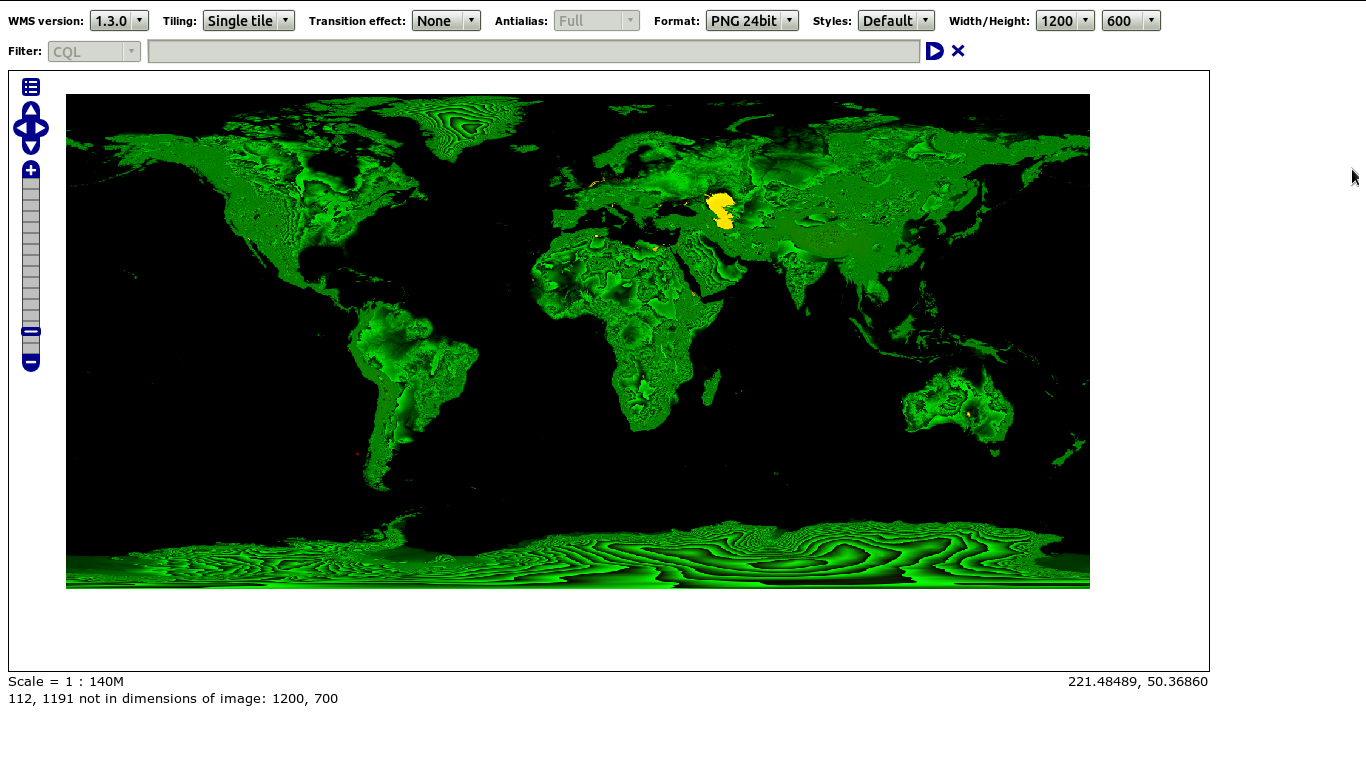 WMS version: 1.3.0 Tiling: Single tile Transition effect: None Antialias: Full Format: PNG 24bit Styles: Default Width/Height: 1200 600
Filter: CQL
Scale = 1 : 140M 221.48489, 50.36860
112, 1191 not in dimensions of image: 1200, 700